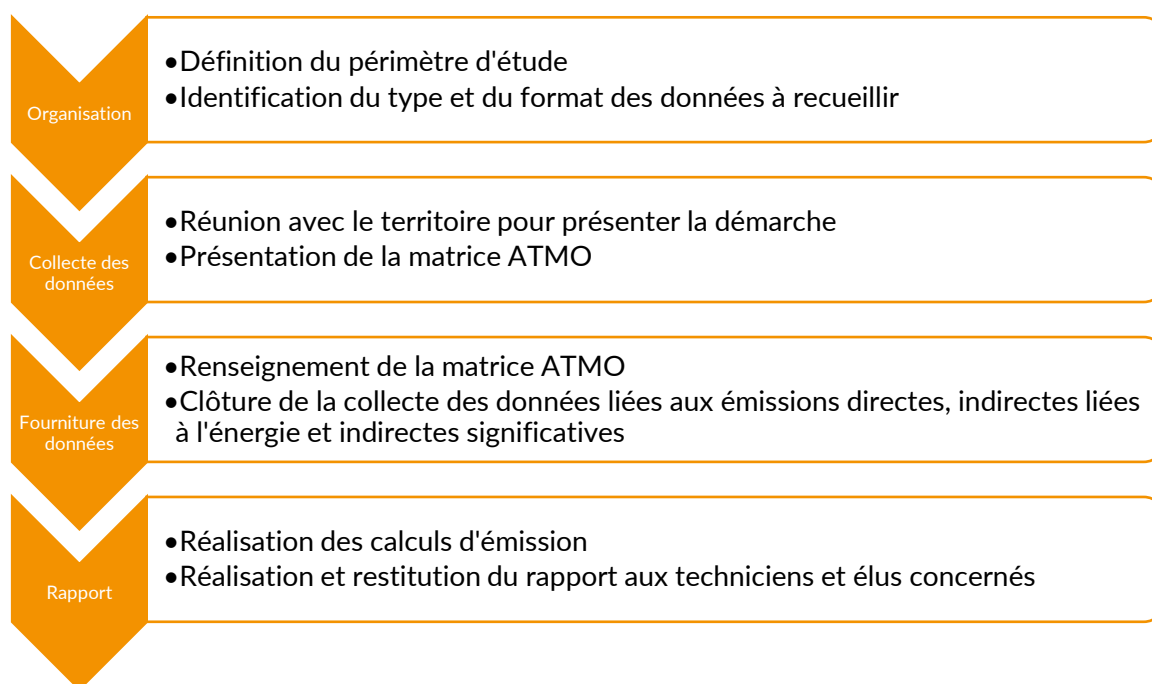 Organisation
•Définition du périmètre d'étude
•Identification du type et du format des données à recueillir
Collecte des
données
•Réunion avec le territoire pour présenter la démarche
•Présentation de la matrice ATMO
Fourniture des
données
•Renseignement de la matrice ATMO
•Clôture de la collecte des données liées aux émissions directes, indirectes liées
à l'énergie et indirectes significatives
Rapport
•Réalisation des calculs d'émission
•Réalisation et restitution du rapport aux techniciens et élus concernés